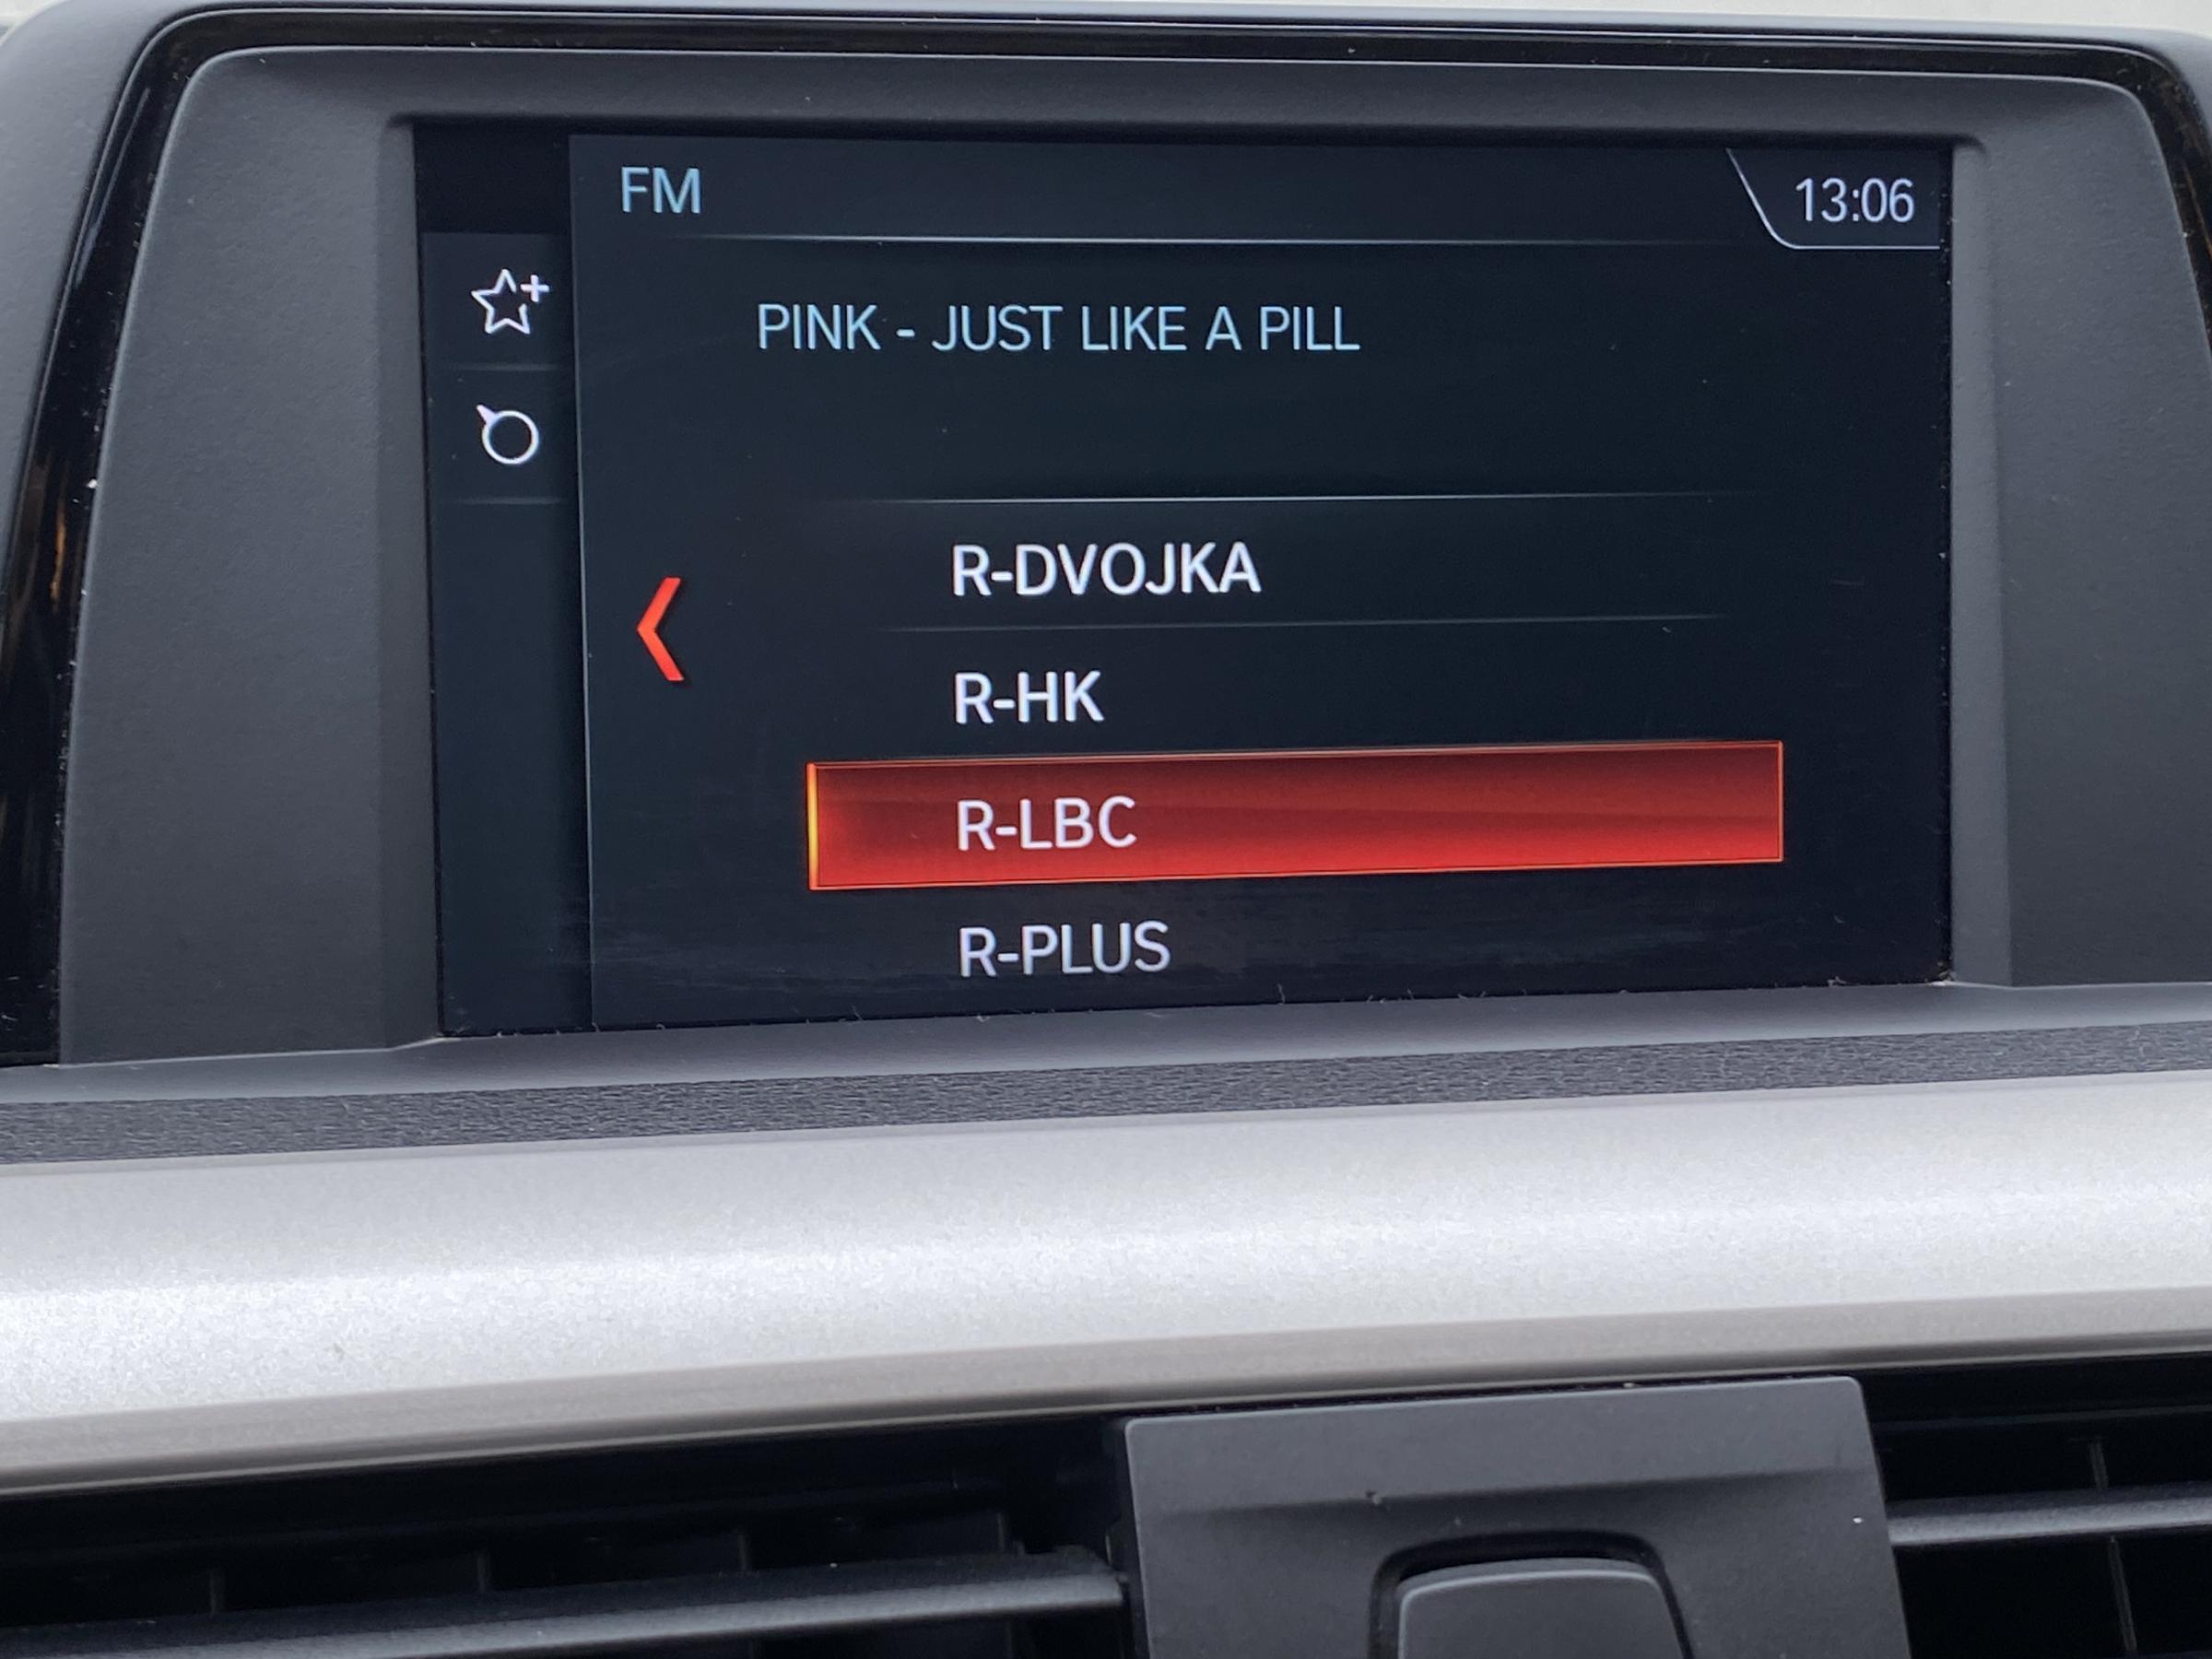 FM
13:06
PINK - JUST LIKE A PILL
R-DVOJKA
R-HK
R-LBC
R-PLUS